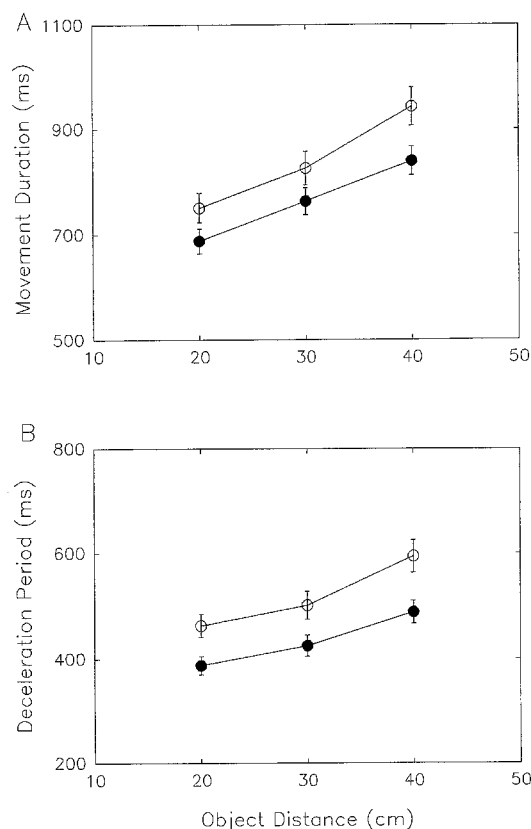 A
1100
900
700
500
Movement Duration (ms)
10 20 30 40 50
B
800
600
400
200
Deceleration Period (ms)
10 20 30 40 50
Object Distance (cm)